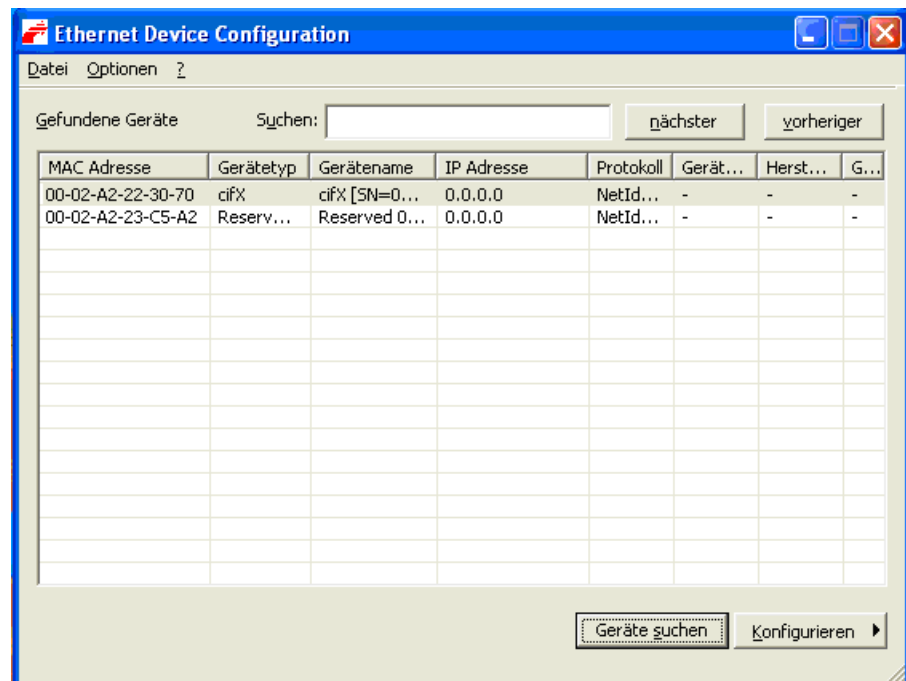 Ethernet Device Configuration
Datei Optionen ?
Gefundene Geräte Suchen: nächster vorheriger
MAC Adresse Gerätetyp Gerätename IP Adresse Protokoll Gerät... Herst... G...
00-02-A2-22-30-70 cifX cifX [SN=0... 0.0.0.0 NetId... - - -
00-02-A2-23-C5-A2 Reserv... Reserved 0... 0.0.0.0 NetId... - - -
Geräte suchen Konfigurieren